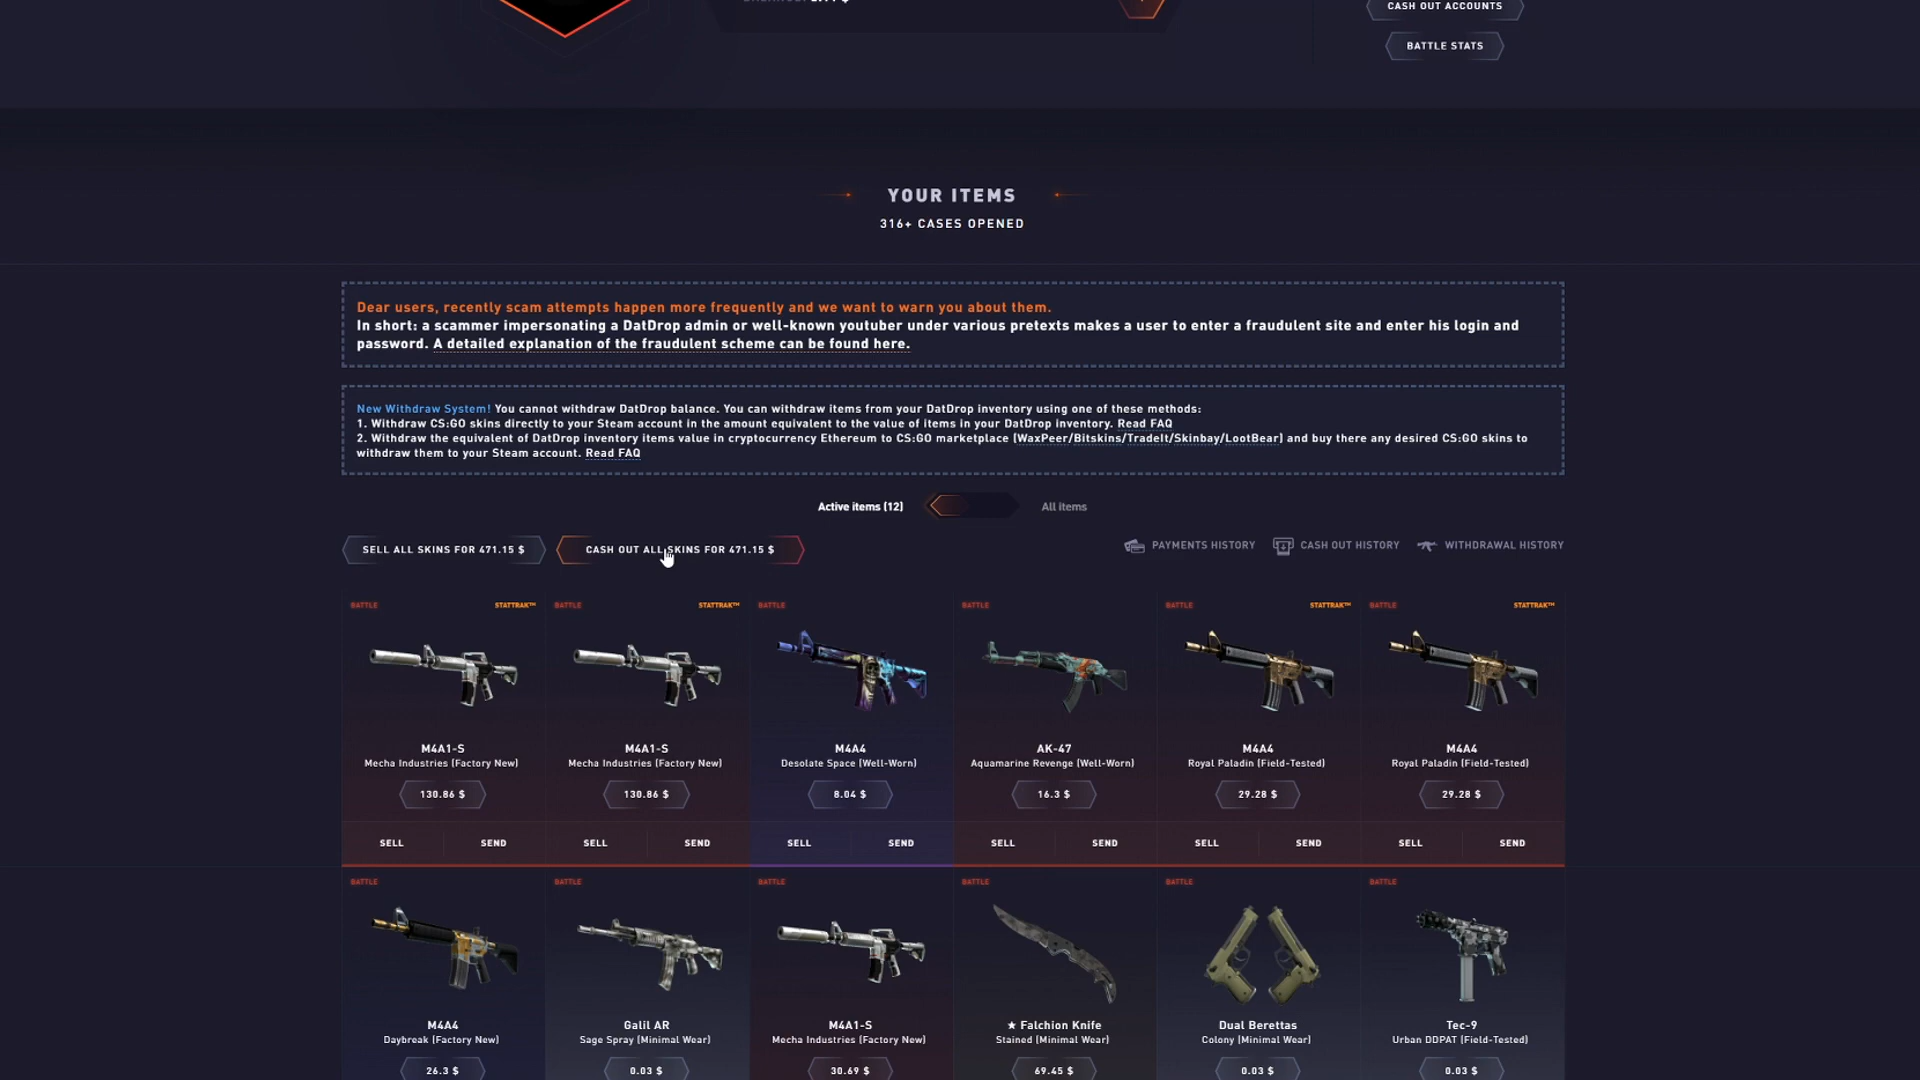 CASH OUT ACCOUNTS
BATTLE STATS
YOUR ITEMS
316+ CASES OPENED
Dear users, recently scam attempts happen more frequently and we want to warn you about them.
In short: a scammer impersonating a DatDrop admin or well-known youtuber under various pretexts makes a user to enter a fraudulent site and enter his login and
password. A detailed explanation of the fraudulent scheme can be found here.
New Withdraw System! You cannot withdraw DatDrop balance. You can withdraw items from your DatDrop inventory using one of these methods:
1. Withdraw CS:GO skins directly to your Steam account in the amount equivalent to the value of items in your DatDrop inventory. Read FAQ
2. Withdraw the equivalent of DatDrop inventory items value in cryptocurrency Ethereum to CS:GO marketplace (WaxPeer/Bitskins/TradeIt/Skinbay/LootBear) and buy there any desired CS:GO skins to
withdraw them to your Steam account. Read FAQ
Active items (12) All items
SELL ALL SKINS FOR 471.15 $ CASH OUT ALL SKINS FOR 471.15 $ PAYMENTS HISTORY CASH OUT HISTORY WITHDRAWAL HISTORY
BATTLE STATTRAK™ BATTLE STATTRAK™ BATTLE BATTLE BATTLE STATTRAK™ BATTLE STATTRAK™
M4A1-S M4A1-S M4A4 AK-47 M4A4 M4A4
Mecha Industries (Factory New) Mecha Industries (Factory New) Desolate Space (Well-Worn) Aquamarine Revenge (Well-Worn) Royal Paladin (Field-Tested) Royal Paladin (Field-Tested)
130.86 $ 130.86 $ 8.04 $ 16.3 $ 29.28 $ 29.28 $
SELL SEND SELL SEND SELL SEND SELL SEND SELL SEND SELL SEND
BATTLE BATTLE BATTLE BATTLE BATTLE BATTLE
M4A4 Galil AR M4A1-S ★ Falchion Knife Dual Berettas Tec-9
Daybreak (Factory New) Sage Spray (Minimal Wear) Mecha Industries (Factory New) Stained (Minimal Wear) Colony (Minimal Wear) Urban DDPAT (Field-Tested)
26.3 $ 0.03 $ 30.69 $ 69.45 $ 0.03 $ 0.03 $